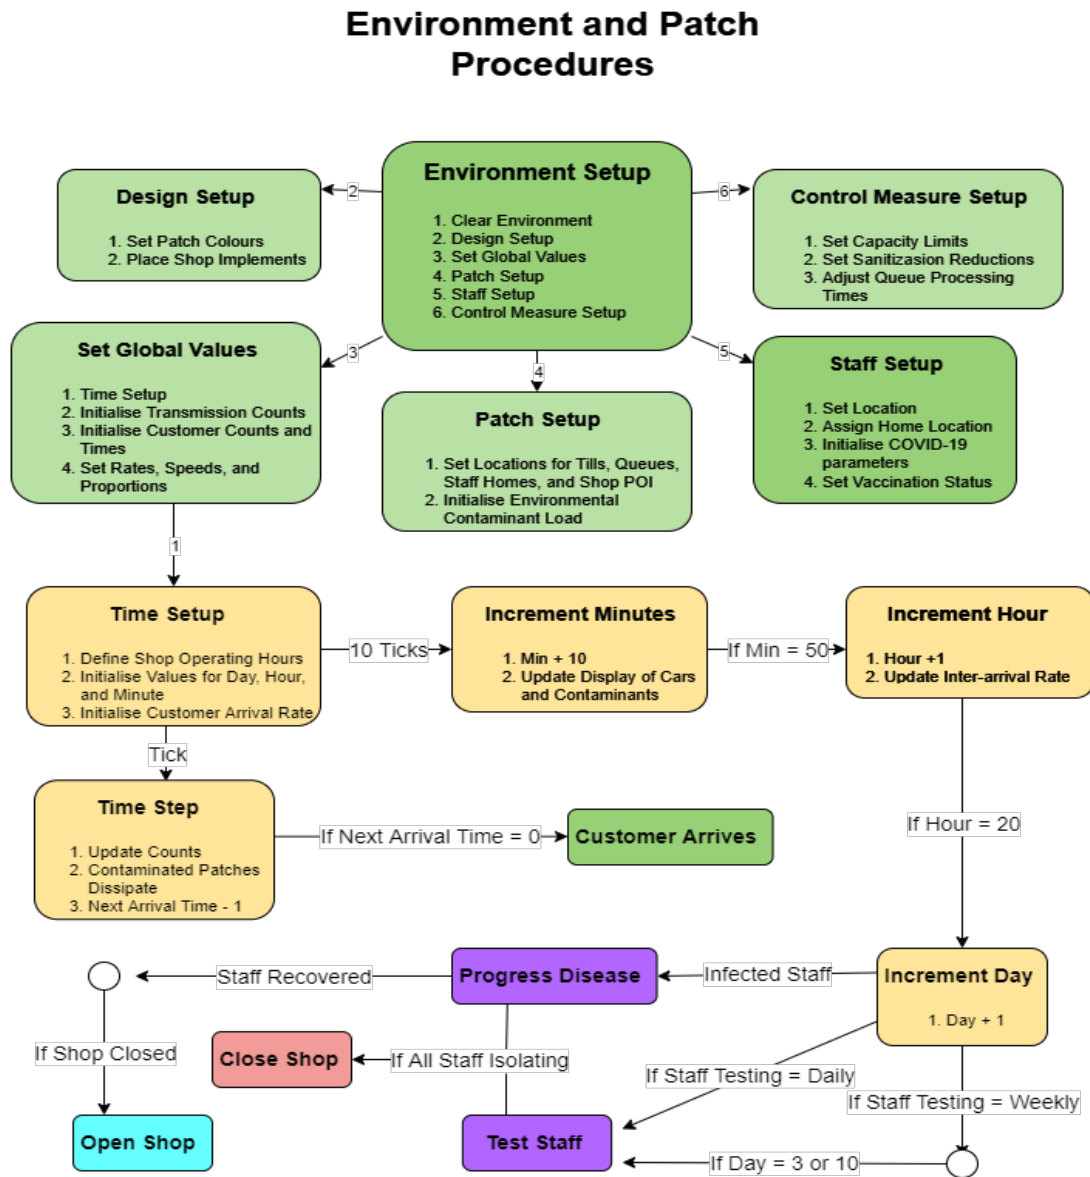 Environment and Patch
Procedures
Environment Setup
1. Clear Environment
2. Design Setup
3. Set Global Values
4. Patch Setup
5. Staff Setup
6. Control Measure Setup
2
Design Setup
1. Set Patch Colours
2. Place Shop Implements
6
Control Measure Setup
1. Set Capacity Limits
2. Set Sanitizasion Reductions
3. Adjust Queue Processing
Times
3
Set Global Values
1. Time Setup
2. Initialise Transmission Counts
3. Initialise Customer Counts and
Times
4. Set Rates, Speeds, and
Proportions
4
Patch Setup
1. Set Locations for Tills, Queues,
Staff Homes, and Shop POI
2. Initialise Environmental
Contaminant Load
5
Staff Setup
1. Set Location
2. Assign Home Location
3. Initialise COVID-19
parameters
4. Set Vaccination Status
1
Time Setup
1. Define Shop Operating Hours
2. Initialise Values for Day, Hour,
and Minute
3. Initialise Customer Arrival Rate
10 Ticks
Increment Minutes
1. Min + 10
2. Update Display of Cars
and Contaminants
If Min = 50
Increment Hour
1. Hour +1
2. Update Inter-arrival Rate
Tick
Time Step
1. Update Counts
2. Contaminated Patches
Dissipate
3. Next Arrival Time - 1
If Next Arrival Time = 0
Customer Arrives
If Hour = 20
Increment Day
1. Day + 1
Infected Staff
Progress Disease
Staff Recovered
If Shop Closed
Open Shop
Close Shop
If All Staff Isolating
If Staff Testing = Daily
If Staff Testing = Weekly
Test Staff
If Day = 3 or 10